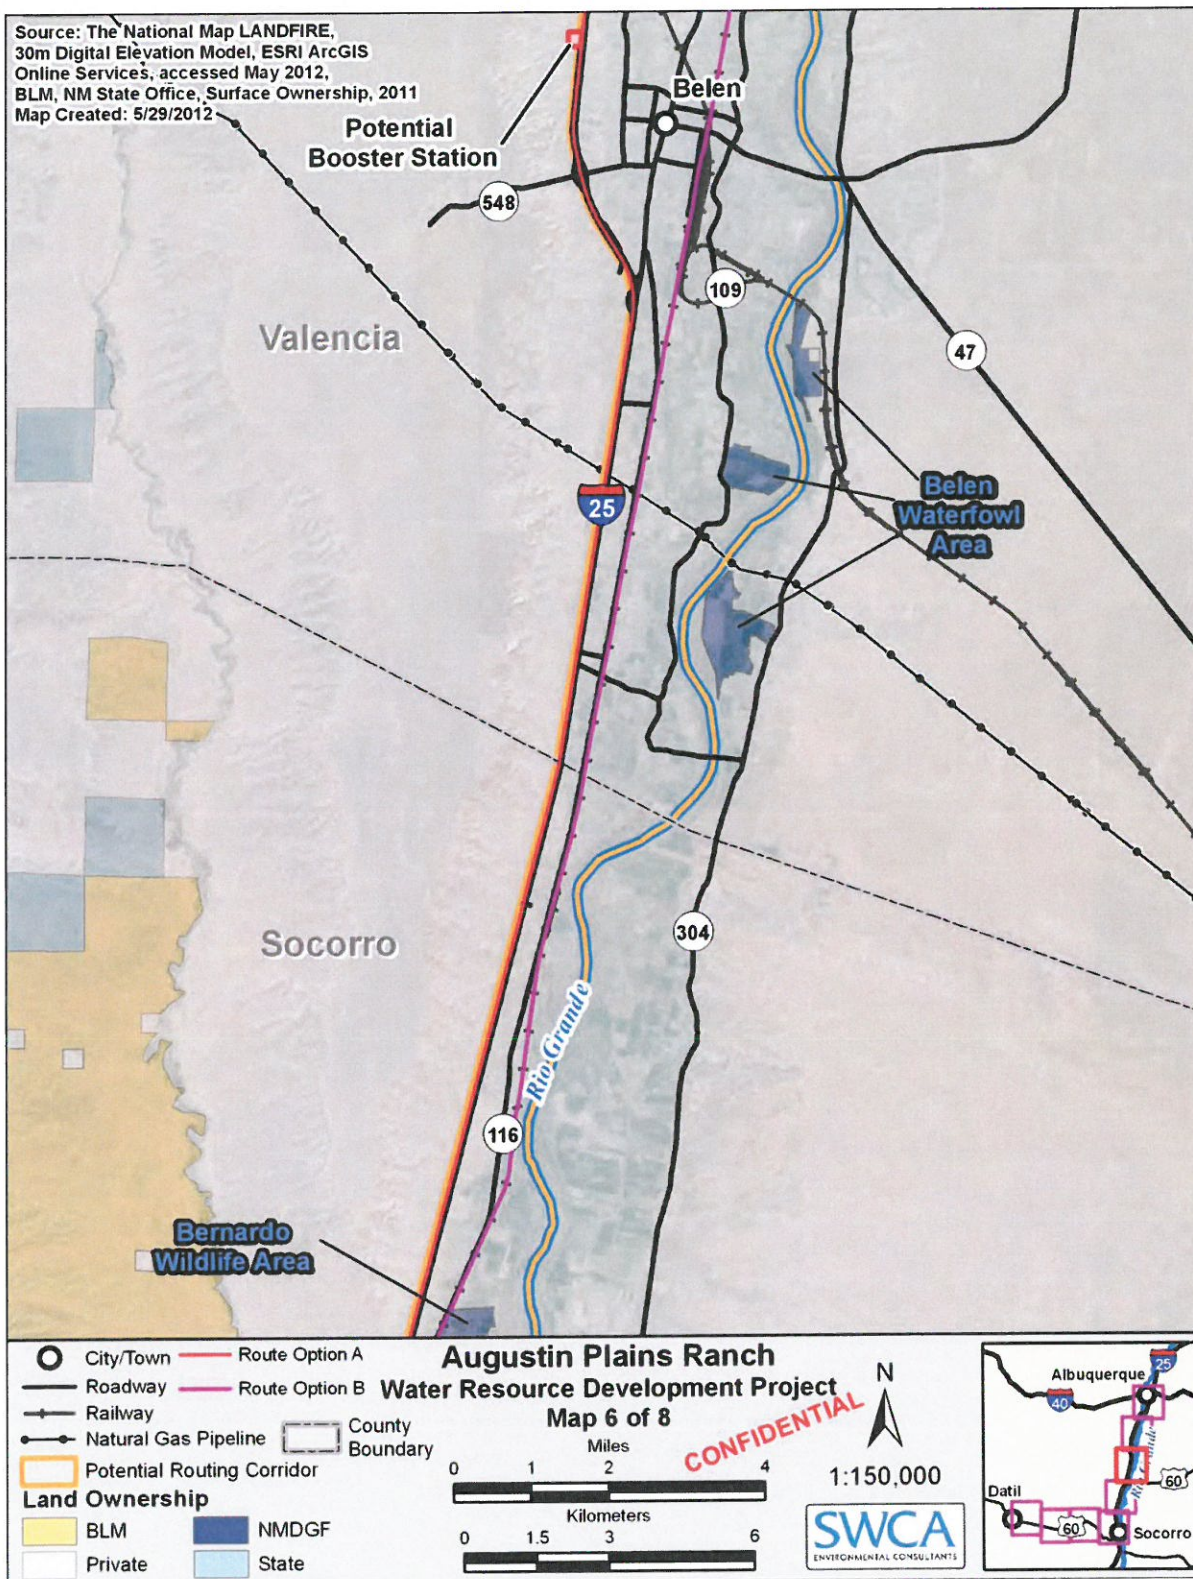 Source: The National Map LANDFIRE,
30m Digital Elevation Model, ESRI ArcGIS
Online Services, accessed May 2012,
BLM, NM State Office, Surface Ownership, 2011
Map Created: 5/29/2012
Belen
Potential
Booster Station
548
109
Valencia
47
25
Belen
Waterfowl
Area
Socorro
304
Rio Grande
116
Bernardo
Wildlife Area
City/Town
Roadway
Railway
Natural Gas Pipeline
Potential Routing Corridor
Route Option A
Route Option B
County
Boundary
Land Ownership
BLM
Private
NMDGF
State
Augustin Plains Ranch
Water Resource Development Project
Map 6 of 8
CONFIDENTIAL
Miles
0 1 2 4
Kilometers
0 1.5 3 6
N
1:150,000
SWCA
ENVIRONMENTAL CONSULTANTS
25
Albuquerque
40
60
Datil
60
Socorro